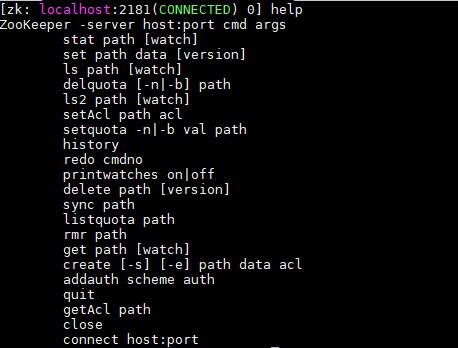 [zk: localhost:2181(CONNECTED) 0] help
ZooKeeper -server host:port cmd args
stat path [watch]
set path data [version]
ls path [watch]
delquota [-n|-b] path
ls2 path [watch]
setAcl path acl
setquota -n|-b val path
history
redo cmdno
printwatches on|off
delete path [version]
sync path
listquota path
rmr path
get path [watch]
create [-s] [-e] path data acl
addauth scheme auth
quit
getAcl path
close
connect host:port